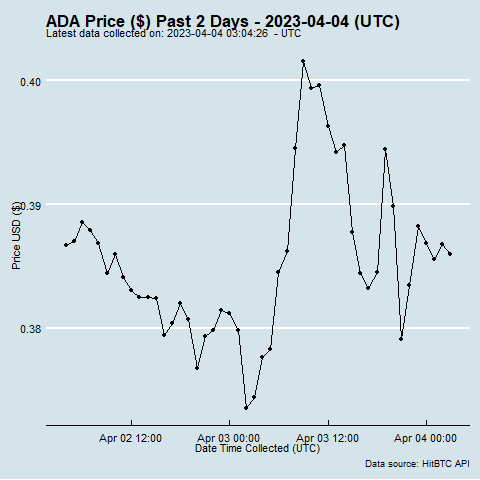 ADA Price ($) Past 2 Days - 2023-04-04 (UTC)
Latest data collected on: 2023-04-04 03:04:26 - UTC
0.40
0.39
0.38
Price USD ($)
Apr 02 12:00
Apr 03 00:00
Apr 03 12:00
Apr 04 00:00
Date Time Collected (UTC)
Data source: HitBTC API